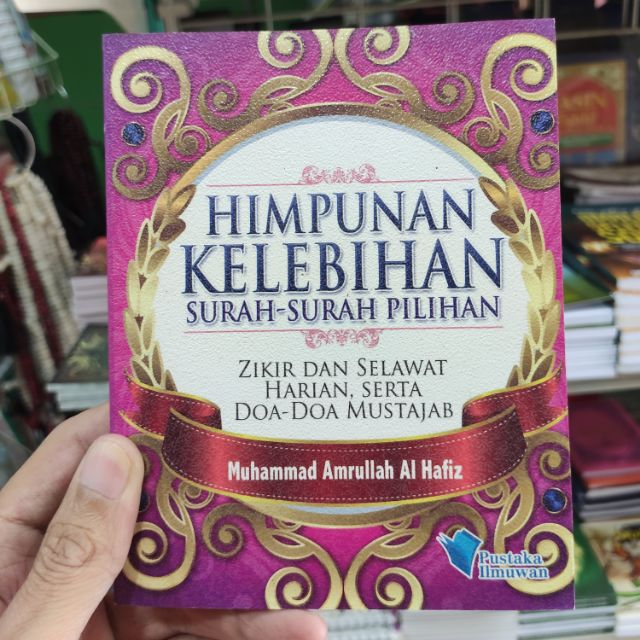 HIMPUNAN
KELEBIHAN
SURAH-SURAH PILIHAN
ZIKIR DAN SELAWAT
HARIAN, SERTA
DOA-DOA MUSTAJAB
Muhammad Amrullah Al Hafiz
Pustaka
Ilmuwan